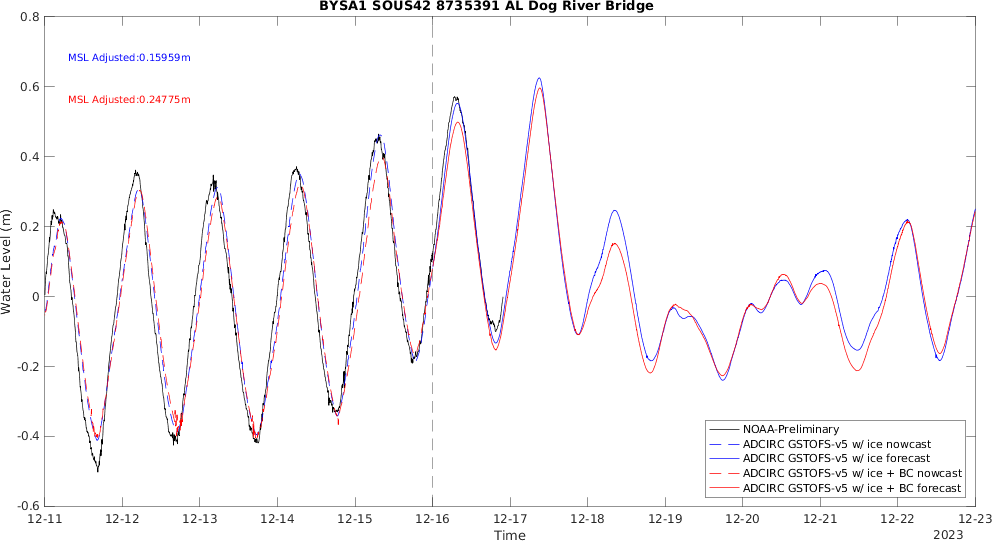 BYSA1 SOUS42 8735391 AL Dog River Bridge
0.8
MSL Adjusted:0.15959m
0.6
MSL Adjusted:0.24775m
0.4
0.2
0
-0.2
-0.4
-0.6
Water Level (m)
NOAA-Preliminary
ADCIRC GSTOFS-v5 w/ ice nowcast
ADCIRC GSTOFS-v5 w/ ice forecast
ADCIRC GSTOFS-v5 w/ ice + BC nowcast
ADCIRC GSTOFS-v5 w/ ice + BC forecast
12-11 12-12 12-13 12-14 12-15 12-16 12-17 12-18 12-19 12-20 12-21 12-22 12-23
Time
2023